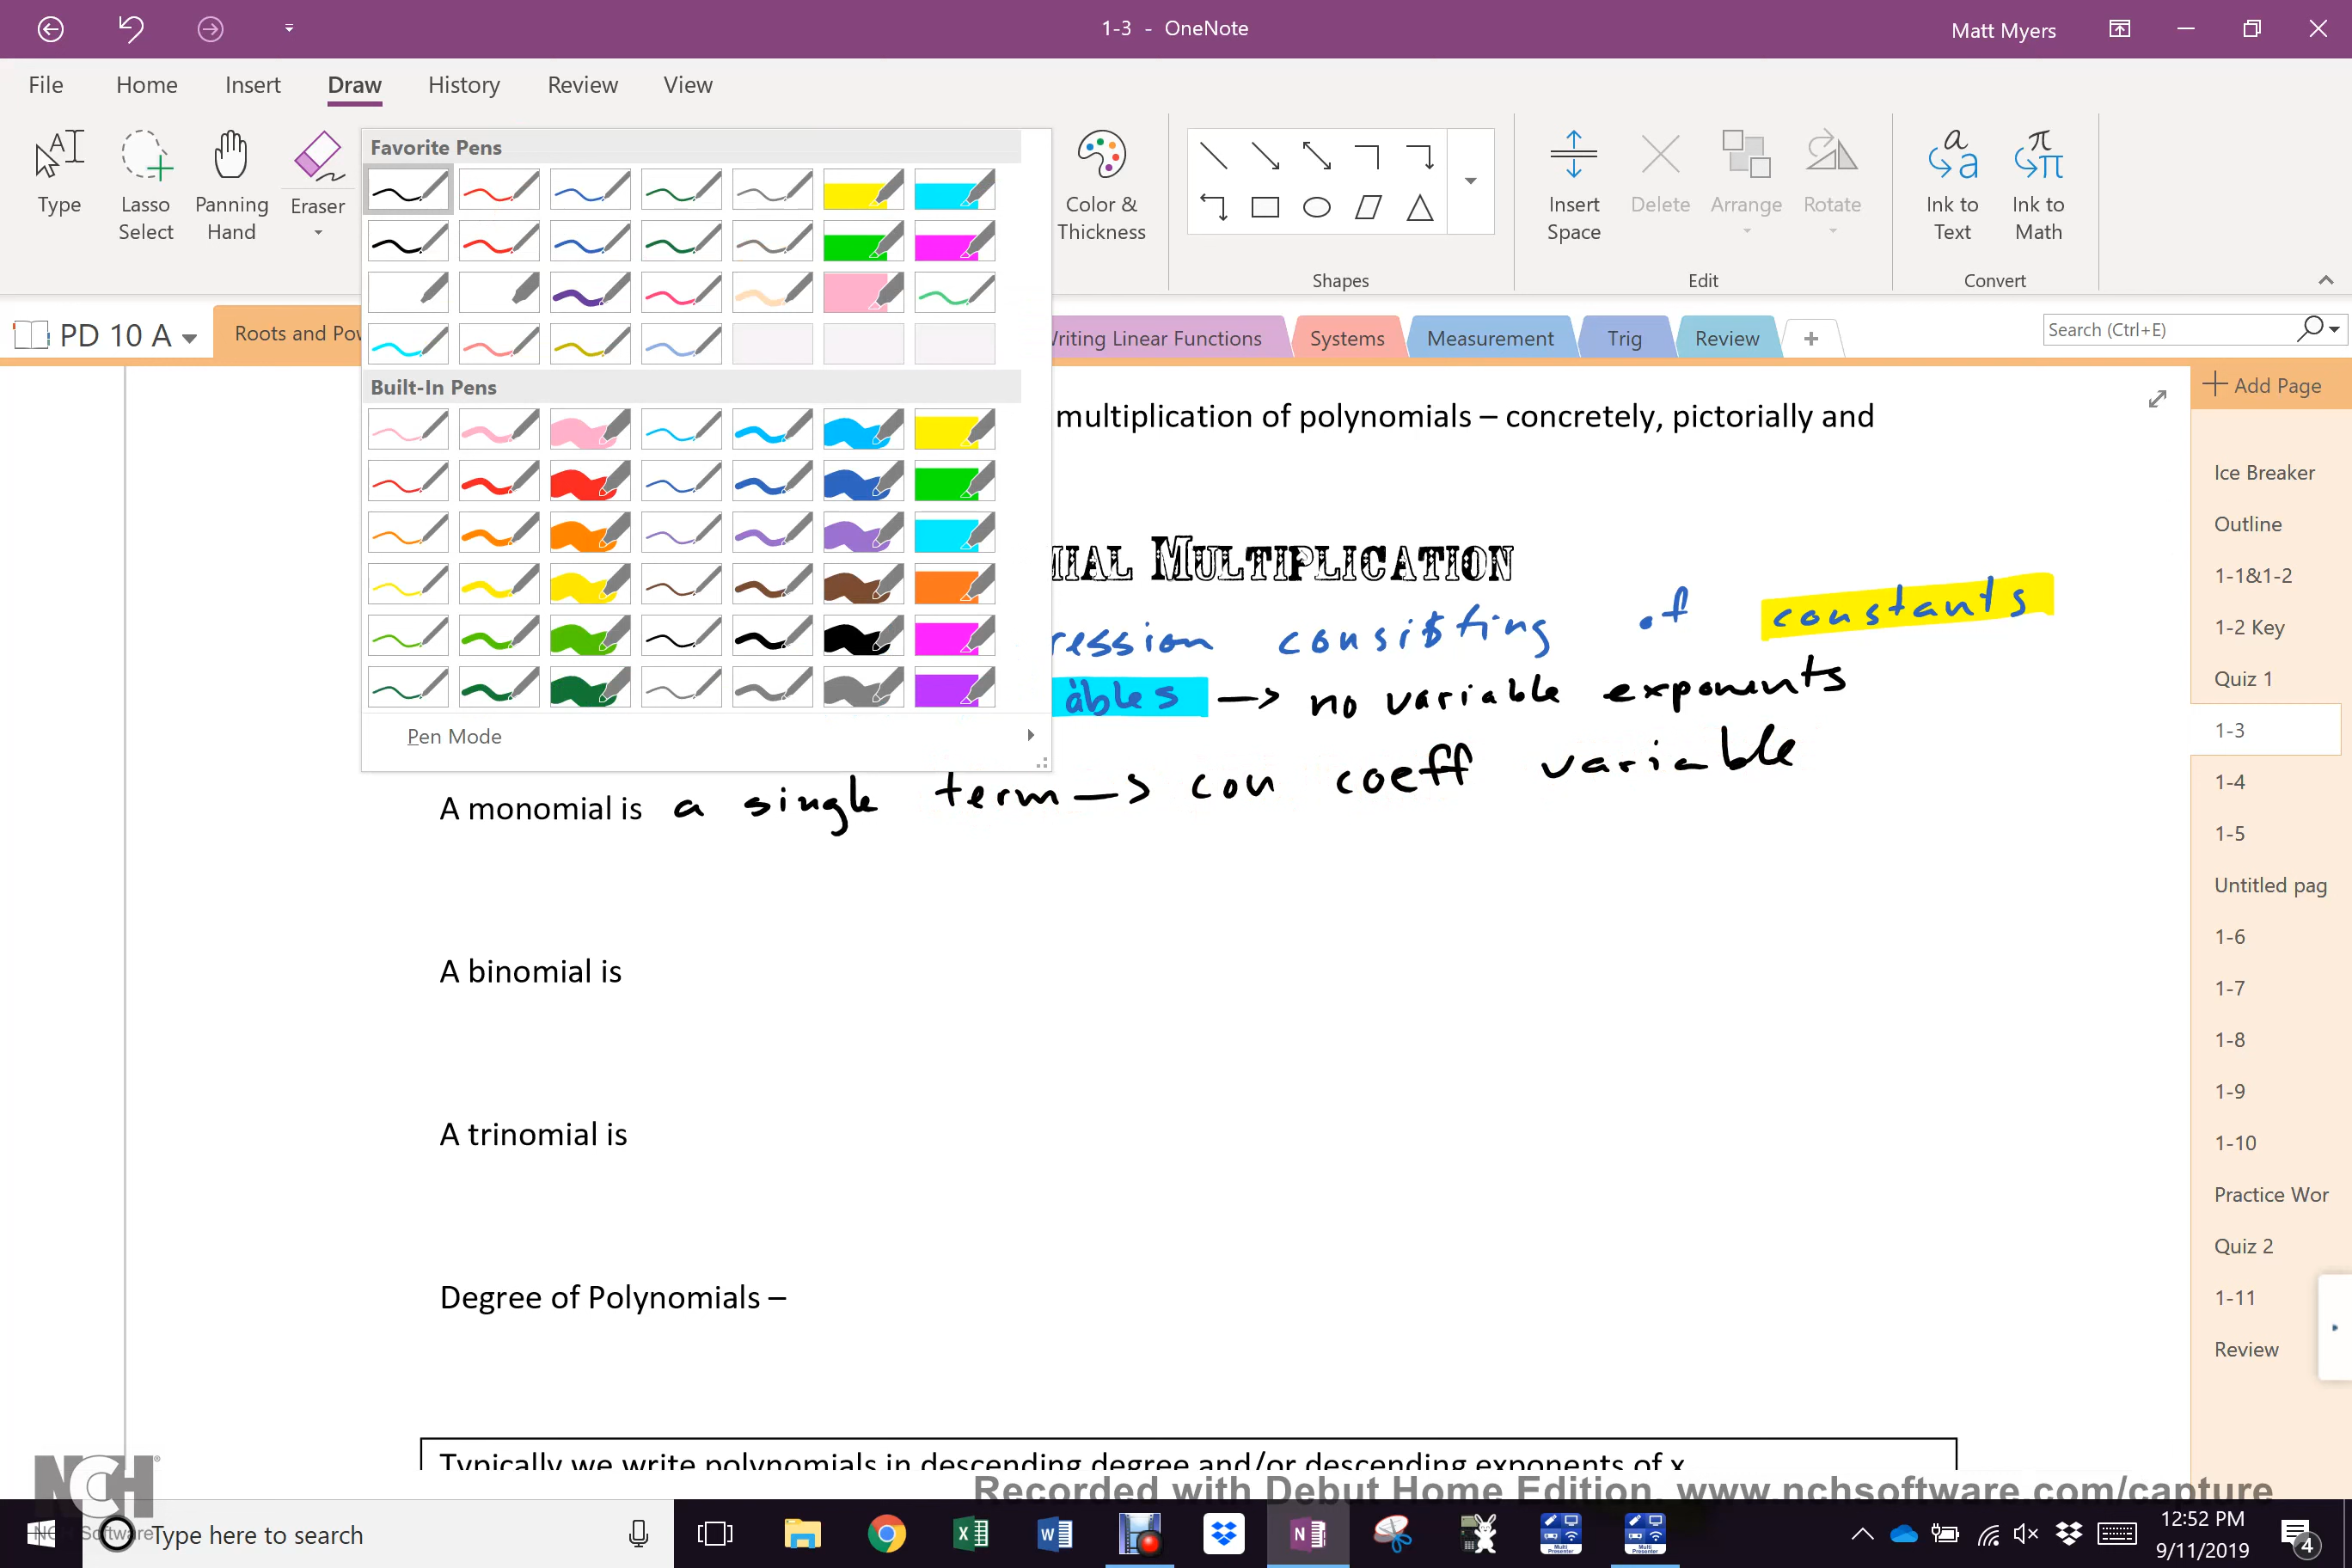 1-3 - OneNote
Matt Myers
File Home Insert Draw History Review View
Type
Lasso Select
Panning Hand
Eraser
Color & Thickness
Shapes
Insert Space
Delete
Arrange
Rotate
Edit
Ink to Text
Ink to Math
Convert
Favorite Pens
Built-In Pens
Pen Mode
PD 10 A
Roots and Pow
riting Linear Functions
Systems
Measurement
Trig
Review
Search (Ctrl+E)
Add Page
Ice Breaker
Outline
1-1&1-2
1-2 Key
Quiz 1
1-3
1-4
1-5
Untitled pag
1-6
1-7
1-8
1-9
1-10
Practice Wor
Quiz 2
1-11
Review
multiplication of polynomials – concretely, pictorially and
MIAL MULTIPLICATION
ression consisting of constants
ables → no variable exponents
A monomial is a single term → con coeff variable
A binomial is
A trinomial is
Degree of Polynomials –
Typically we write polynomials in descending degree and/or descending exponents of x
Recorded with Debut Home Edition. www.nchsoftware.com/capture
NCH
NCH Software
Type here to search
12:52 PM
9/11/2019
4